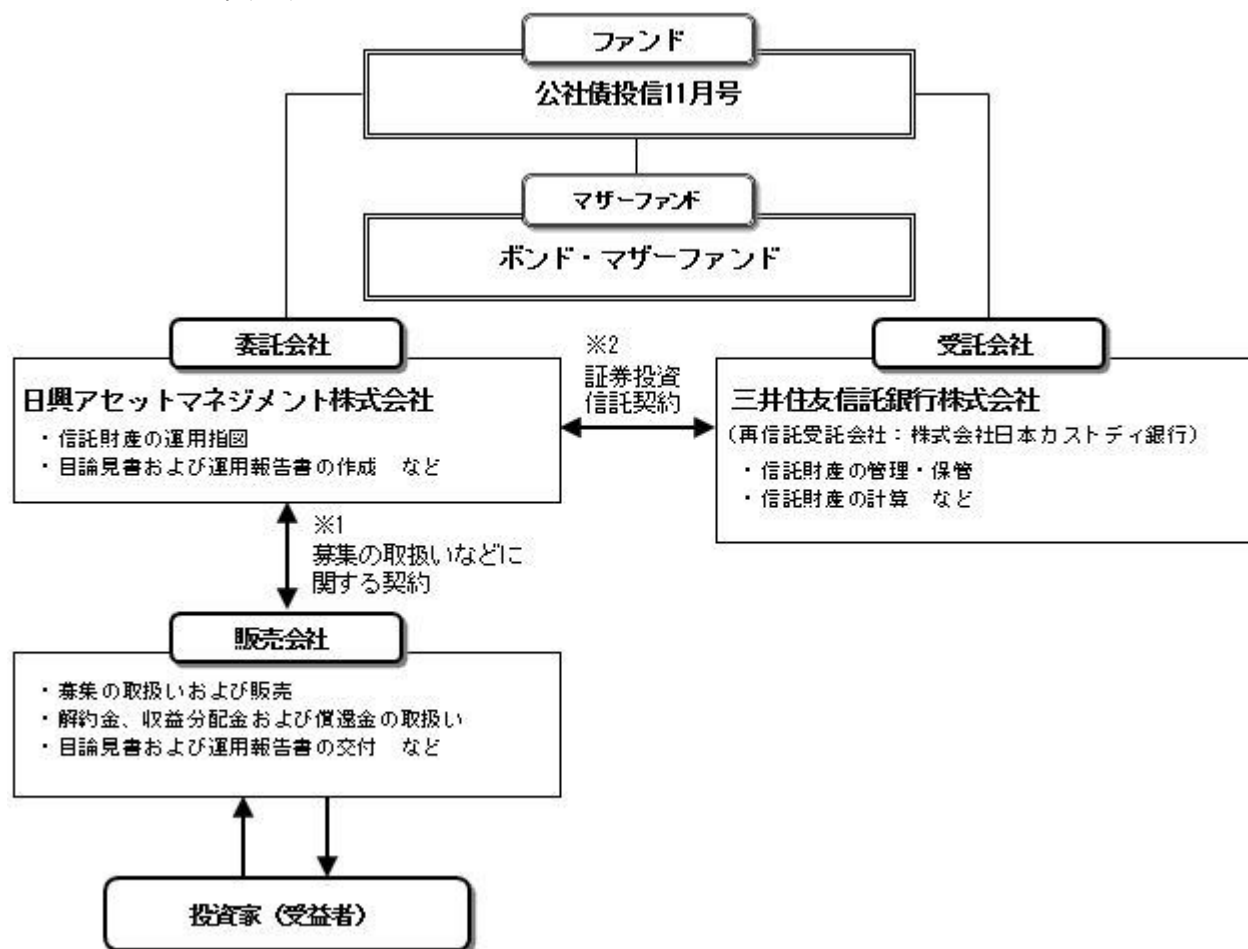 ファンド
公社債投信11月号
マザーファンド
ボンド・マザーファンド
委託会社
日興アセットマネジメント株式会社
・信託財産の運用指図
・目論見書および運用報告書の作成　など
※2
証券投資
信託契約
受託会社
三井住友信託銀行株式会社
(再信託受託会社：株式会社日本カストディ銀行)
・信託財産の管理・保管
・信託財産の計算　など
※1
募集の取扱いなどに
関する契約
販売会社
・募集の取扱いおよび販売
・解約金、収益分配金および償還金の取扱い
・目論見書および運用報告書の交付　など
投資家（受益者）